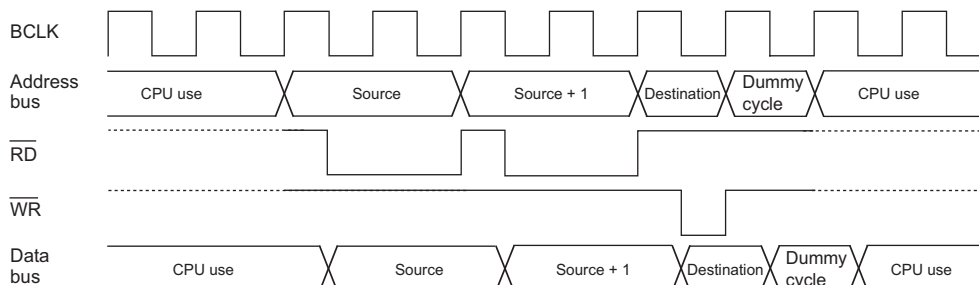 BCLK
Address
bus
CPU use
Source
Source + 1
Destination
Dummy
cycle
CPU use
RD
WR
Data
bus
CPU use
Source
Source + 1
Destination
Dummy
cycle
CPU use